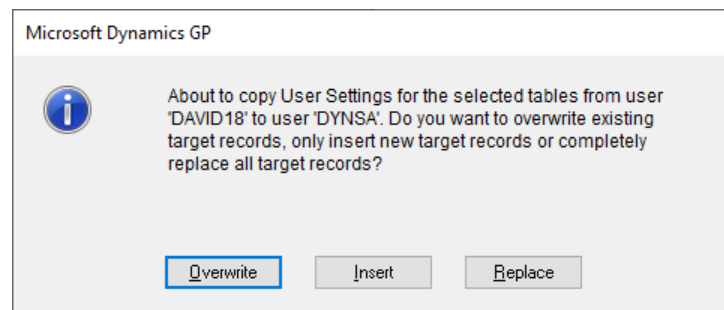 Microsoft Dynamics GP
About to copy User Settings for the selected tables from user
'DAVID18' to user 'DYNSA'. Do you want to overwrite existing
target records, only insert new target records or completely
replace all target records?
Overwrite
Insert
Replace